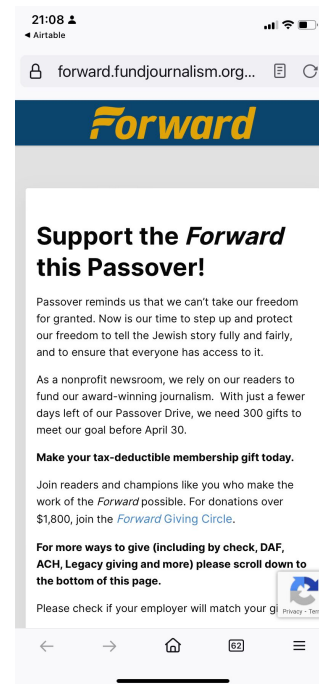 21:08
◀ Airtable
forward.fundjournalism.org...
Forward
Support the Forward
this Passover!
Passover reminds us that we can’t take our freedom
for granted. Now is our time to step up and protect
our freedom to tell the Jewish story fully and fairly,
and to ensure that everyone has access to it.
As a nonprofit newsroom, we rely on our readers to
fund our award-winning journalism.  With just a fewer
days left of our Passover Drive, we need 300 gifts to
meet our goal before April 30.
Make your tax-deductible membership gift today.
Join readers and champions like you who make the
work of the Forward possible. For donations over
$1,800, join the Forward Giving Circle.
For more ways to give (including by check, DAF,
ACH, Legacy giving and more) please scroll down to
the bottom of this page.
Please check if your employer will match your gi
Privacy - Ter
62